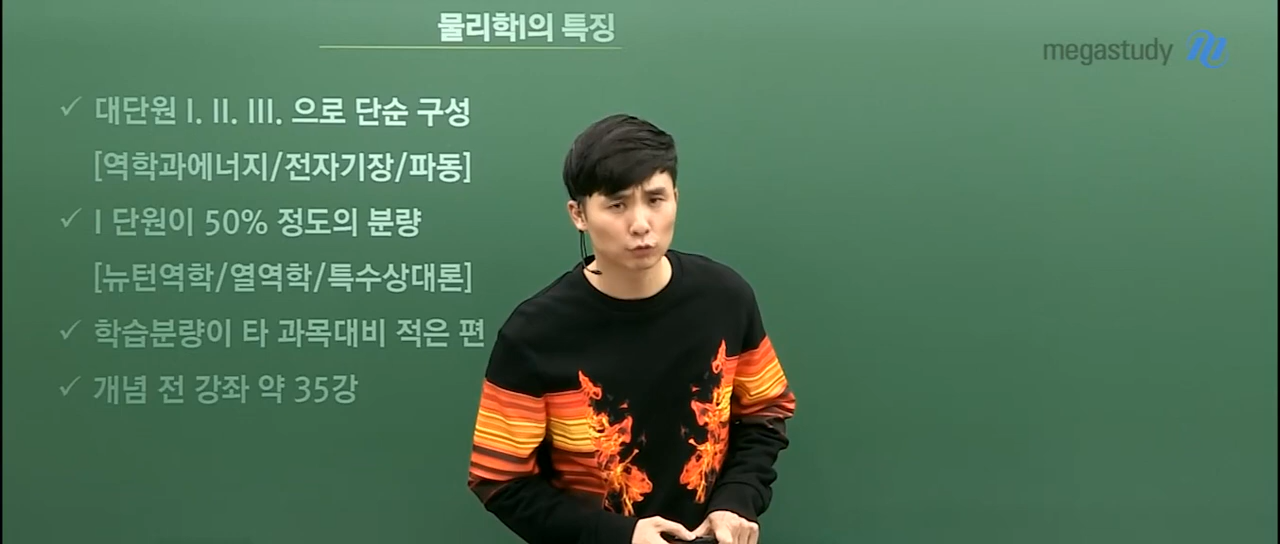 물리학I의 특징
megastudy
✓ 대단원 I. II. III. 으로 단순 구성
[역학과에너지/전자기장/파동]
✓ I 단원이 50% 정도의 분량
[뉴턴역학/열역학/특수상대론]
✓ 학습분량이 타 과목대비 적은 편
✓ 개념 전 강좌 약 35강